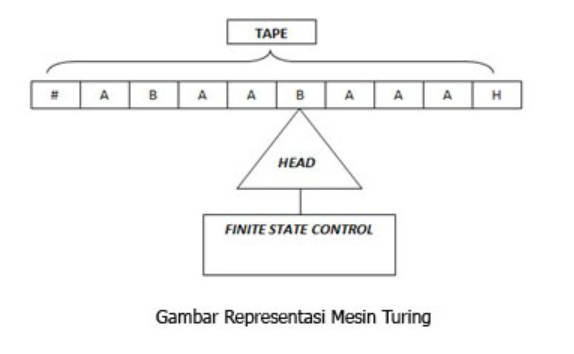 TAPE
# A B A A B A A A H
HEAD
FINITE STATE CONTROL
Gambar Representasi Mesin Turing